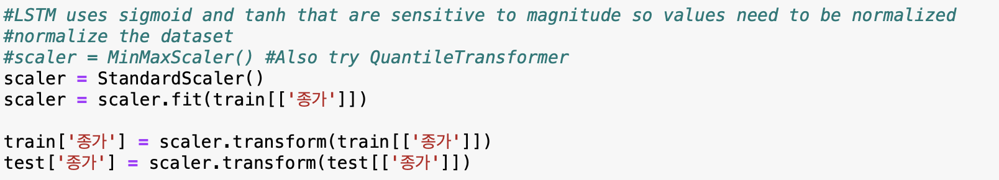 #LSTM uses sigmoid and tanh that are sensitive to magnitude so values need to be normalized
#normalize the dataset
#scaler = MinMaxScaler() #Also try QuantileTransformer
scaler = StandardScaler()
scaler = scaler.fit(train[['종가']])
train['종가'] = scaler.transform(train[['종가']])
test['종가'] = scaler.transform(test[['종가']])